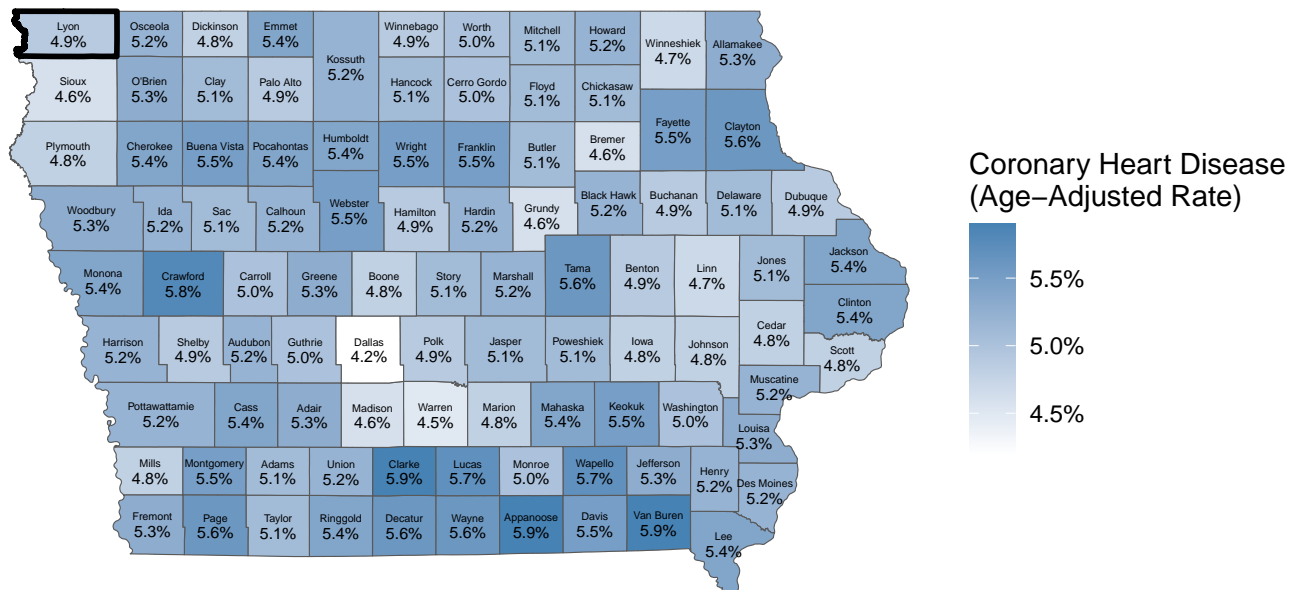 Lyon
4.9%
Osceola
5.2%
Dickinson
4.8%
Emmet
5.4%
Kossuth
5.2%
Winnebago
4.9%
Worth
5.0%
Mitchell
5.1%
Howard
5.2%
Winneshiek
4.7%
Allamakee
5.3%
Sioux
4.6%
O'Brien
5.3%
Clay
5.1%
Palo Alto
4.9%
Hancock
5.1%
Cerro Gordo
5.0%
Floyd
5.1%
Chickasaw
5.1%
Fayette
5.5%
Clayton
5.6%
Plymouth
4.8%
Cherokee
5.4%
Buena Vista
5.5%
Pocahontas
5.4%
Humboldt
5.4%
Wright
5.5%
Franklin
5.5%
Butler
5.1%
Bremer
4.6%
Woodbury
5.3%
Ida
5.2%
Sac
5.1%
Calhoun
5.2%
Webster
5.5%
Hamilton
4.9%
Hardin
5.2%
Grundy
4.6%
Black Hawk
5.2%
Buchanan
4.9%
Delaware
5.1%
Dubuque
4.9%
Monona
5.4%
Crawford
5.8%
Carroll
5.0%
Greene
5.3%
Boone
4.8%
Story
5.1%
Marshall
5.2%
Tama
5.6%
Benton
4.9%
Linn
4.7%
Jones
5.1%
Jackson
5.4%
Clinton
5.4%
Harrison
5.2%
Shelby
4.9%
Audubon
5.2%
Guthrie
5.0%
Dallas
4.2%
Polk
4.9%
Jasper
5.1%
Poweshiek
5.1%
Iowa
4.8%
Johnson
4.8%
Cedar
4.8%
Scott
4.8%
Muscatine
5.2%
Pottawattamie
5.2%
Cass
5.4%
Adair
5.3%
Madison
4.6%
Warren
4.5%
Marion
4.8%
Mahaska
5.4%
Keokuk
5.5%
Washington
5.0%
Louisa
5.3%
Mills
4.8%
Montgomery
5.5%
Adams
5.1%
Union
5.2%
Clarke
5.9%
Lucas
5.7%
Monroe
5.0%
Wapello
5.7%
Jefferson
5.3%
Henry
5.2%
Des Moines
5.2%
Fremont
5.3%
Page
5.6%
Taylor
5.1%
Ringgold
5.4%
Decatur
5.6%
Wayne
5.6%
Appanoose
5.9%
Davis
5.5%
Van Buren
5.9%
Lee
5.4%
Coronary Heart Disease
(Age−Adjusted Rate)
5.5%
5.0%
4.5%